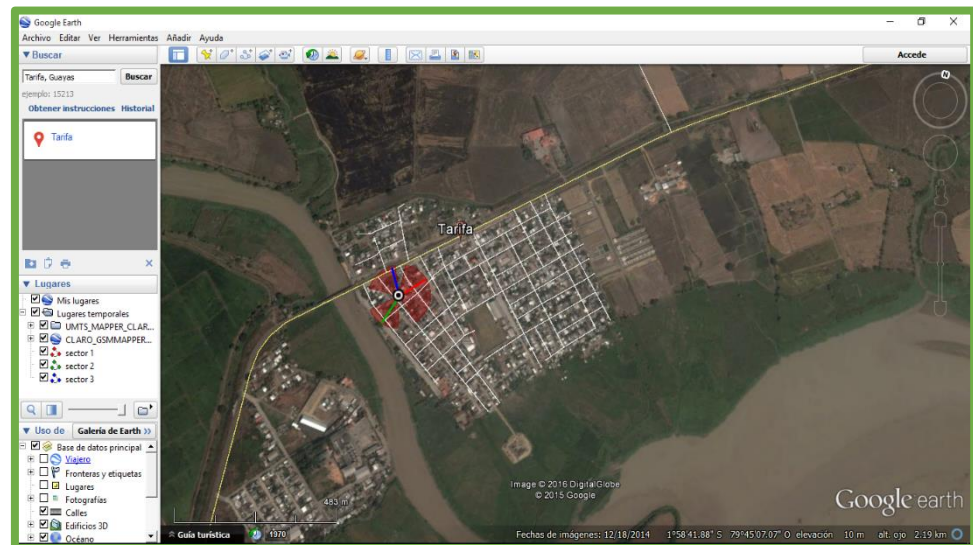 Google Earth
Archivo Editar Ver Herramientas Añadir Ayuda
Buscar
Accede
Tarifa, Guayas
Buscar
ejemplo: 15213
Obtener instrucciones Historial
Tarifa
Lugares
Mis lugares
Lugares temporales
UMTS_MAPPER_CLAR...
CLARO_GSMMAPPER...
sector 1
sector 2
sector 3
Uso de
Galería de Earth >>
Base de datos principal
Viajero
Fronteras y etiquetas
Lugares
Fotografías
Calles
Edificios 3D
Océano
Tarifa
N
483 m
Image © 2016 DigitalGlobe
© 2015 Google
Google earth
Guía turística
1970
Fechas de imágenes: 12/18/2014 1°58'41.88" S 79°45'07.07" O elevación 10 m alt. ojo 2.19 km